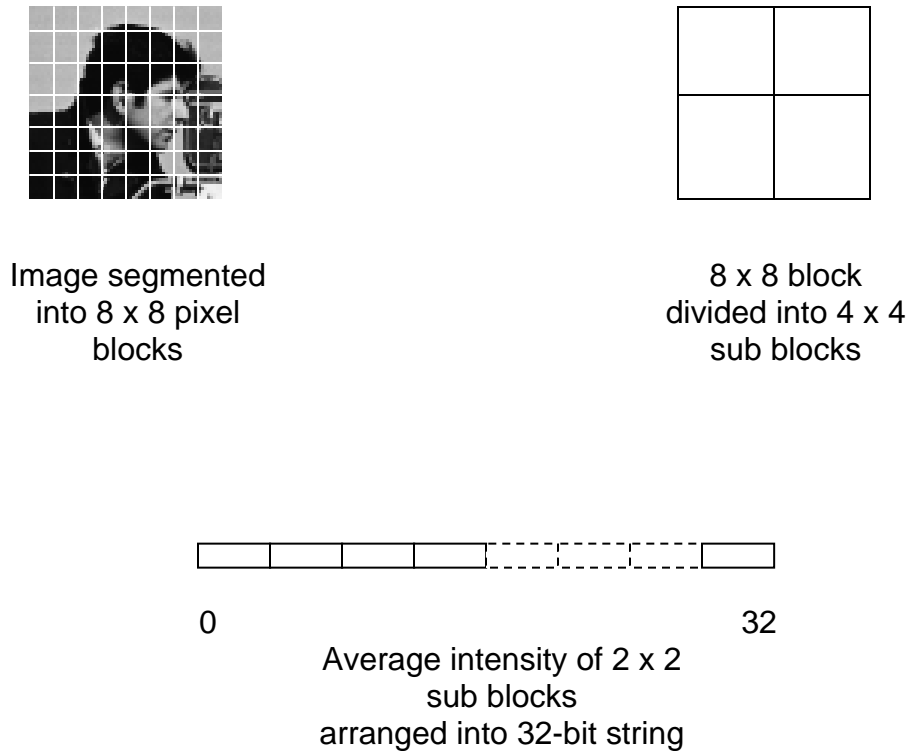 Image segmented
into 8 x 8 pixel
blocks
8 x 8 block
divided into 4 x 4
sub blocks
0
32
Average intensity of 2 x 2
sub blocks
arranged into 32-bit string